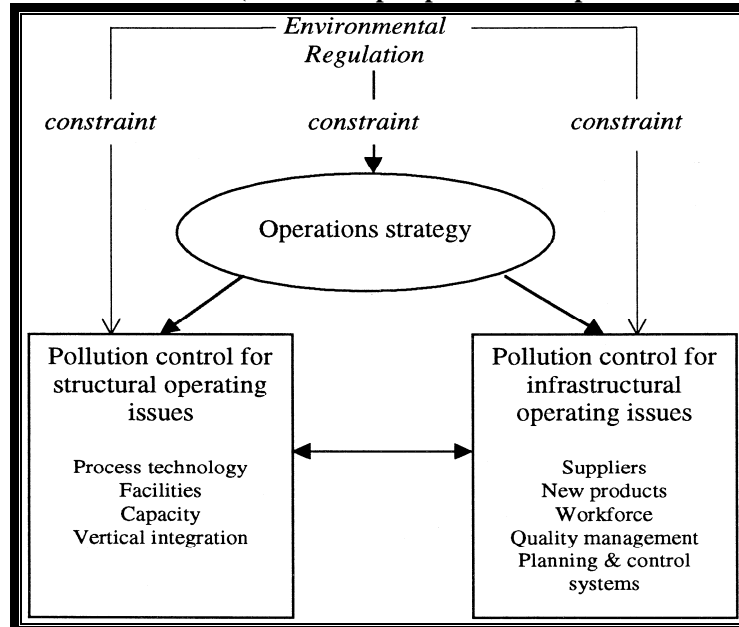 Environmental
Regulation
constraint
constraint
constraint
Operations strategy
Pollution control for
structural operating
issues
Process technology
Facilities
Capacity
Vertical integration
Pollution control for
infrastructural
operating issues
Suppliers
New products
Workforce
Quality management
Planning & control
systems